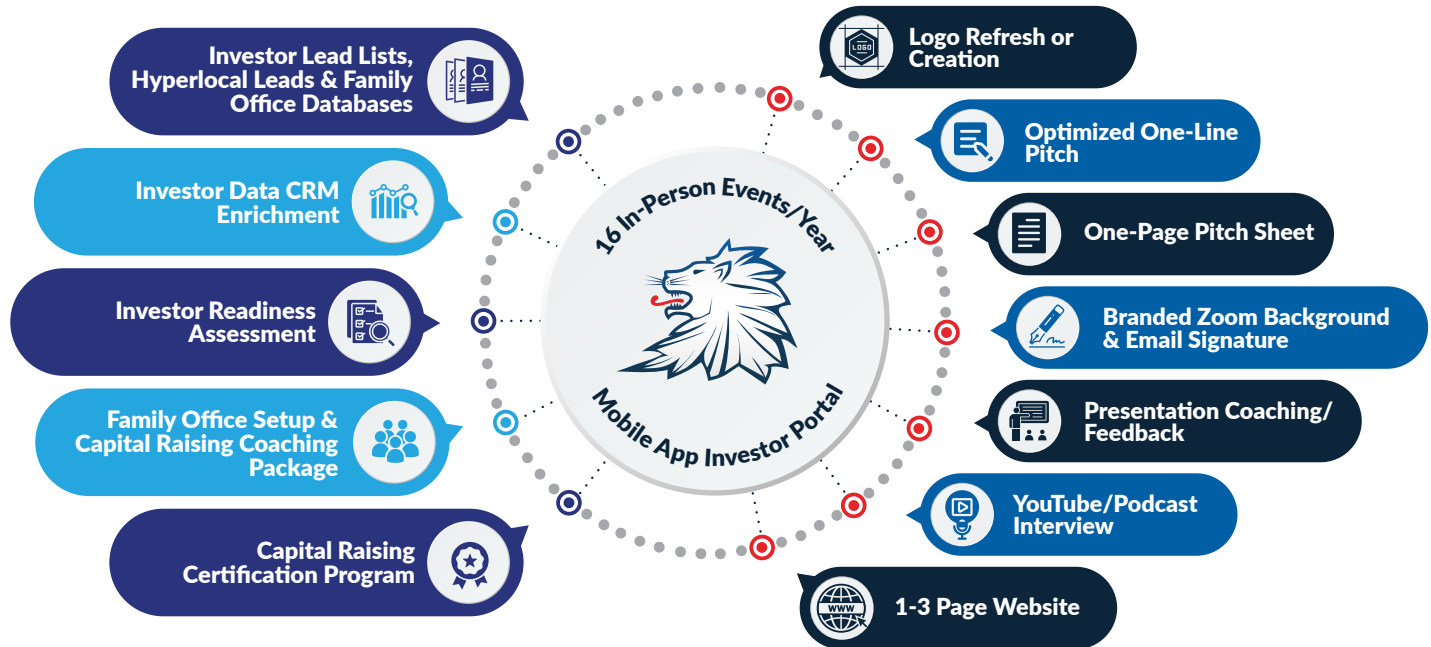 Investor Lead Lists,
Hyperlocal Leads & Family
Office Databases
Investor Data CRM
Enrichment
Investor Readiness
Assessment
Family Office Setup &
Capital Raising Coaching
Package
Capital Raising
Certification Program
16 In-Person Events/Year
Mobile App Investor Portal
LOGO
Logo Refresh or
Creation
Optimized One-Line
Pitch
One-Page Pitch Sheet
Branded Zoom Background
& Email Signature
Presentation Coaching/
Feedback
YouTube/Podcast
Interview
WWW
1-3 Page Website